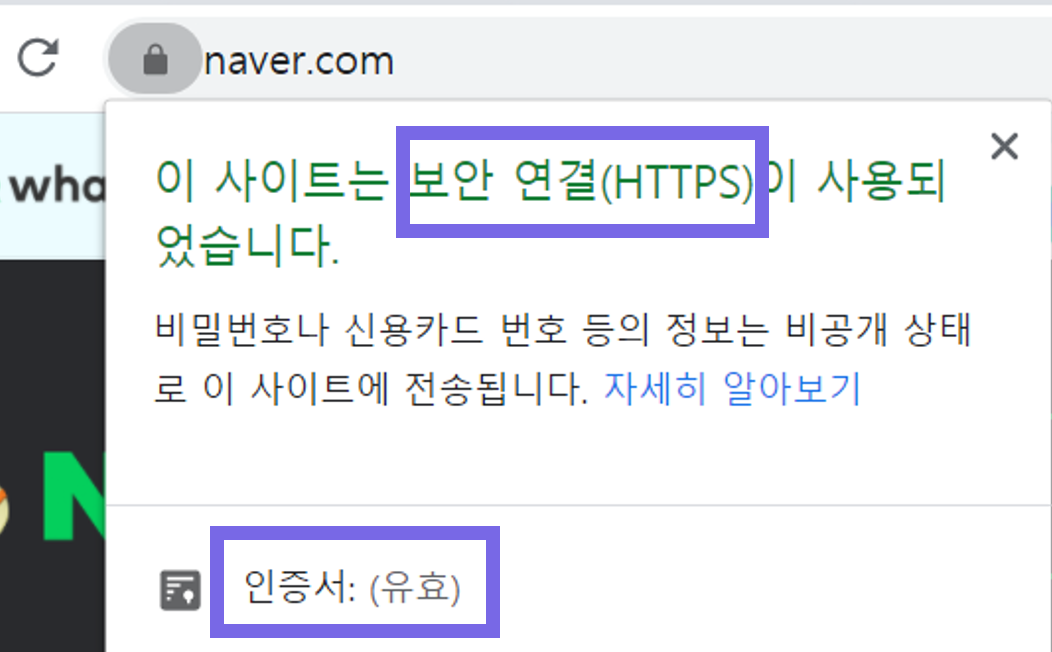 naver.com
wha
이 사이트는 보안 연결(HTTPS)이 사용되
었습니다.
비밀번호나 신용카드 번호 등의 정보는 비공개 상태
로 이 사이트에 전송됩니다. 자세히 알아보기
N
인증서: (유효)